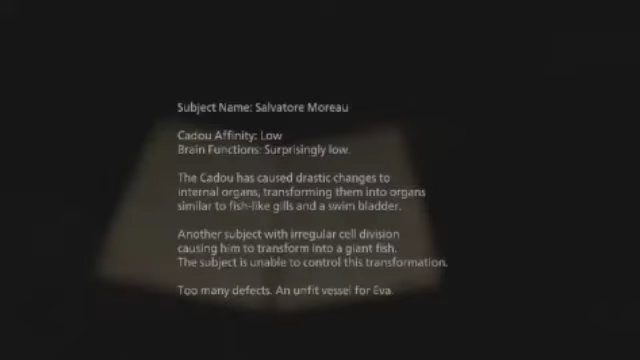 Subject Name: Salvatore Moreau
Cadou Affinity: Low
Brain Functions: Surprisingly low.
The Cadou has caused drastic changes to
internal organs, transforming them into organs
similar to fish-like gills and a swim bladder.
Another subject with irregular cell division
causing him to transform into a giant fish.
The subject is unable to control this transformation.
Too many defects. An unfit vessel for Eva.